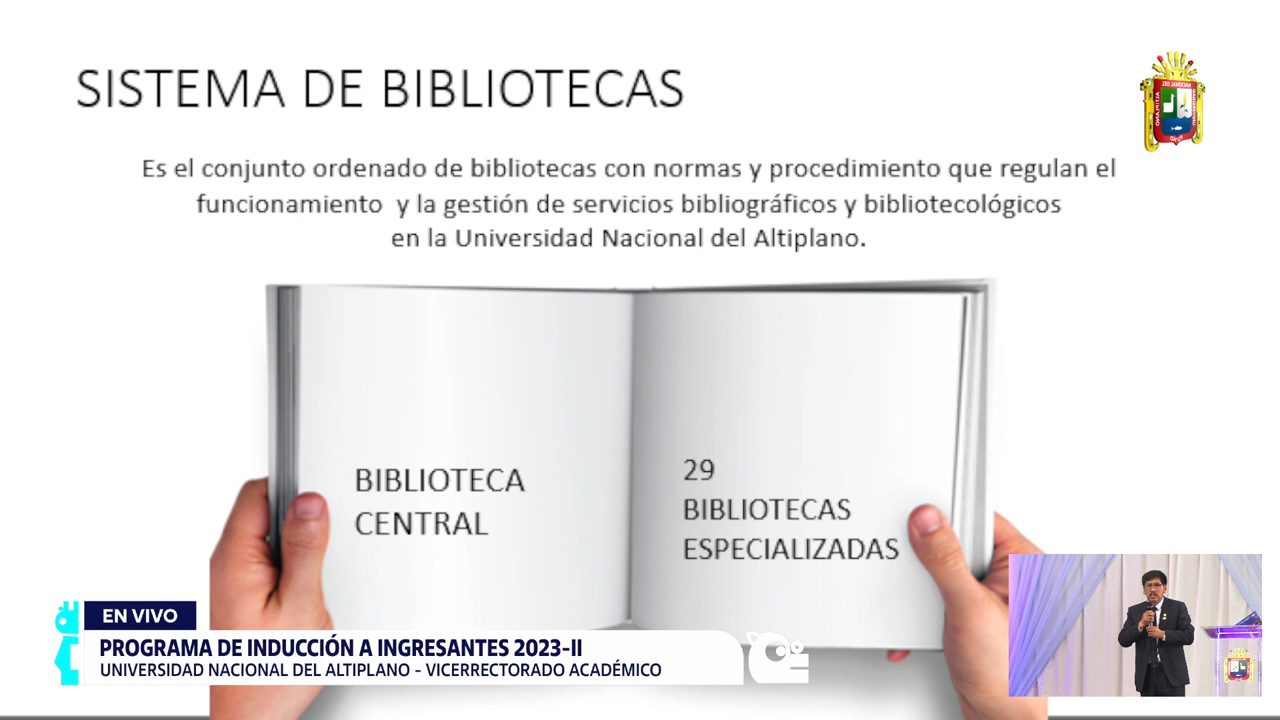 SISTEMA DE BIBLIOTECAS
Es el conjunto ordenado de bibliotecas con normas y procedimiento que regulan el
funcionamiento y la gestión de servicios bibliográficos y bibliotecológicos
en la Universidad Nacional del Altiplano.
BIBLIOTECA
CENTRAL
29
BIBLIOTECAS
ESPECIALIZADAS
EN VIVO
PROGRAMA DE INDUCCIÓN A INGRESANTES 2023-II
UNIVERSIDAD NACIONAL DEL ALTIPLANO - VICERRECTORADO ACADÉMICO